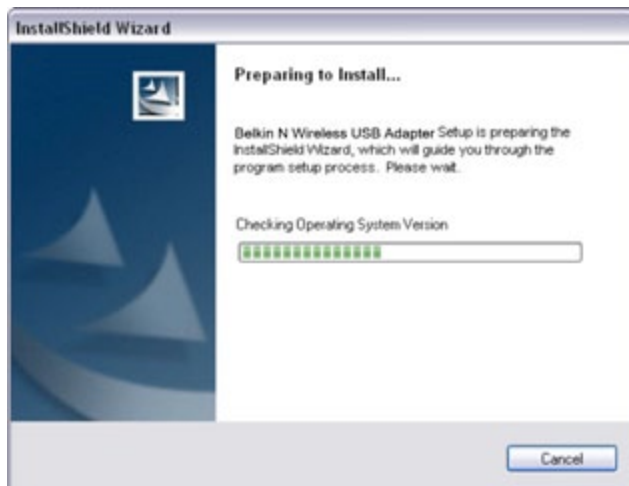 InstallShield Wizard
Preparing to Install...
Belkin N Wireless USB Adapter Setup is preparing the
InstallShield Wizard, which will guide you through the
program setup process. Please wait.
Checking Operating System Version
Cancel